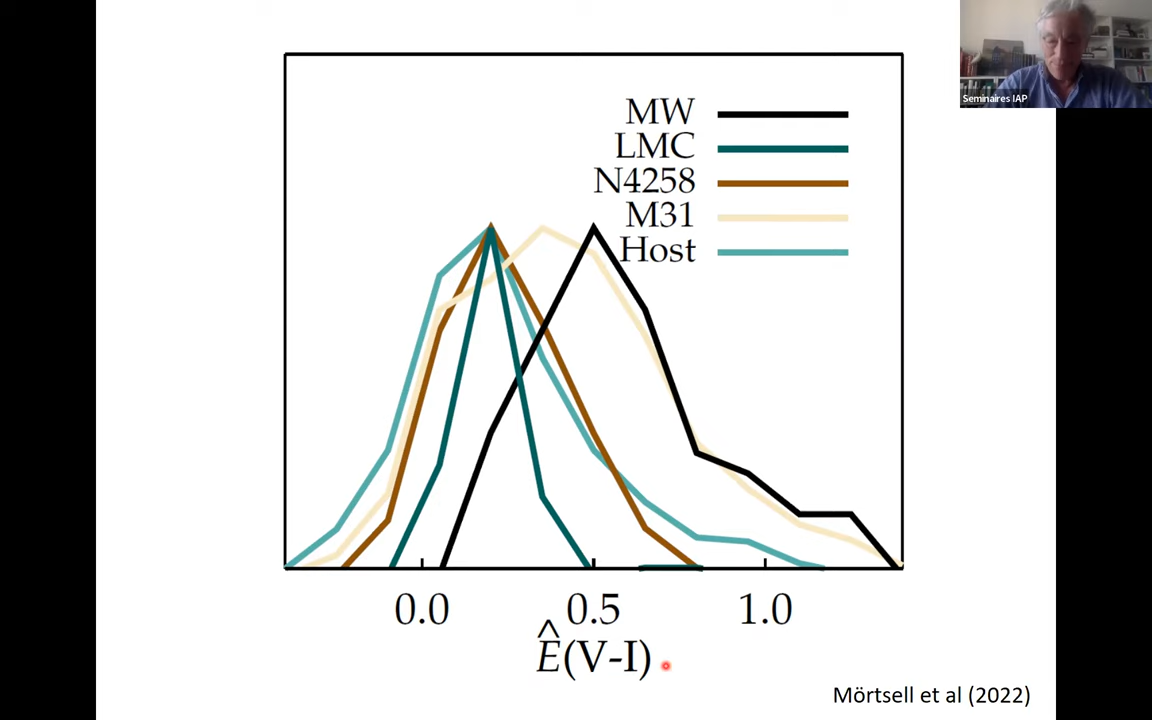 Seminaires IAP
MW
LMC
N4258
M31
Host
0.0 0.5 1.0
Ê(V-I)
Mörtsell et al (2022)